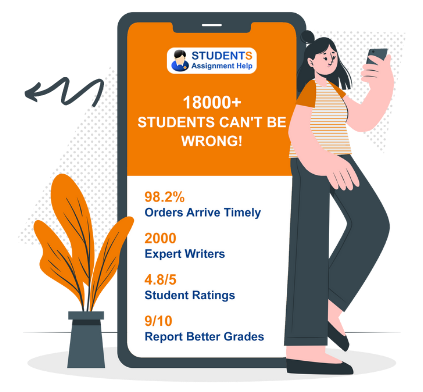 STUDENTS
Assignment Help
18000+
STUDENTS CAN'T BE
WRONG!
98.2%
Orders Arrive Timely
2000
Expert Writers
4.8/5
Student Ratings
9/10
Report Better Grades